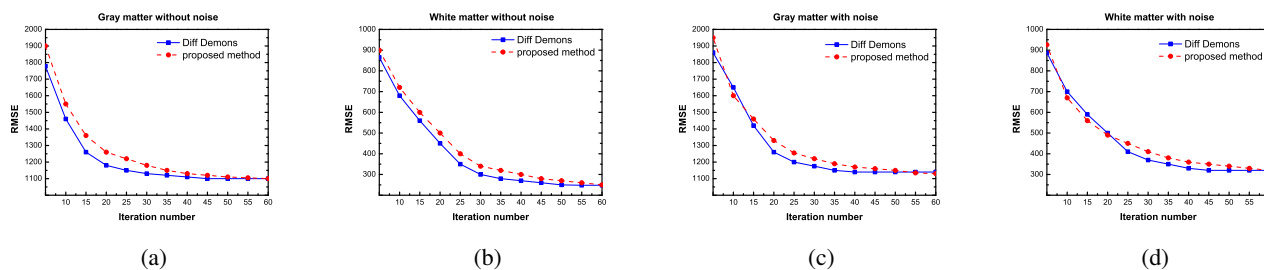 Gray matter without noise
2000
1900
1800
1700
1600
1500
1400
1300
1200
1100
RMSE
Diff Demons
proposed method
10 15 20 25 30 35 40 45 50 55 60
Iteration number
(a)
White matter without noise
1000
900
800
700
600
500
400
300
RMSE
Diff Demons
proposed method
10 15 20 25 30 35 40 45 50 55 60
Iteration number
(b)
Gray matter with noise
2000
1900
1800
1700
1600
1500
1400
1300
1200
1100
RMSE
Diff Demons
proposed method
10 15 20 25 30 35 40 45 50 55 60
Iteration number
(c)
White matter with noise
1000
900
800
700
600
500
400
300
RMSE
Diff Demons
proposed method
10 15 20 25 30 35 40 45 50 55
Iteration number
(d)